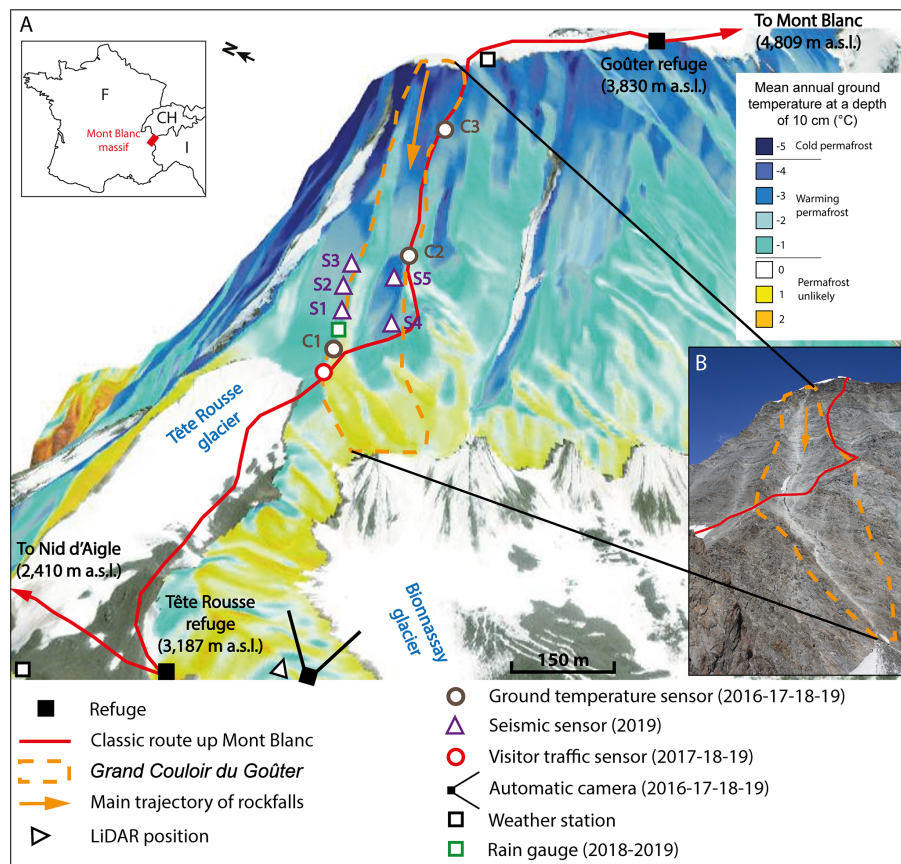 A
N
F
CH
I
Mont Blanc
massif
To Mont Blanc
(4,809 m a.s.l.)
Goûter refuge
(3,830 m a.s.l.)
Mean annual ground
temperature at a depth
of 10 cm (°C)
-5 Cold permafrost
-4
-3 Warming
-2 permafrost
-1
0
1 Permafrost
2 unlikely
C3
C2
S3
S2
S1
S5
S4
C1
Tête Rousse
glacier
B
To Nid d'Aigle
(2,410 m a.s.l.)
Tête Rousse
refuge
(3,187 m a.s.l.)
Bionnassay
glacier
150 m
Refuge
Classic route up Mont Blanc
Grand Couloir du Goûter
Main trajectory of rockfalls
LiDAR position
Ground temperature sensor (2016-17-18-19)
Seismic sensor (2019)
Visitor traffic sensor (2017-18-19)
Automatic camera (2016-17-18-19)
Weather station
Rain gauge (2018-2019)